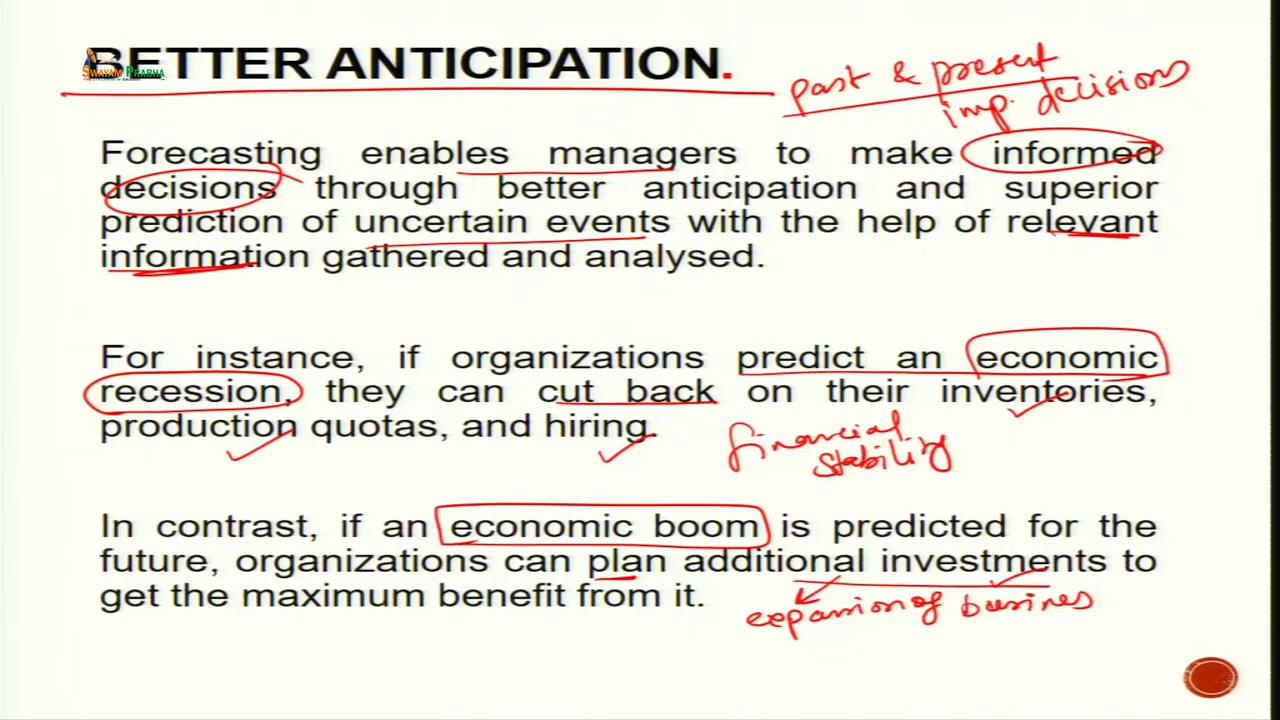 BETTER ANTICIPATION.
SWAYAM PRABHA
past & present
imp. decisions
Forecasting enables managers to make informed
decisions through better anticipation and superior
prediction of uncertain events with the help of relevant
information gathered and analysed.
For instance, if organizations predict an economic
recession, they can cut back on their inventories,
production quotas, and hiring.
financial
stability
In contrast, if an economic boom is predicted for the
future, organizations can plan additional investments to
get the maximum benefit from it.
expansion of busines